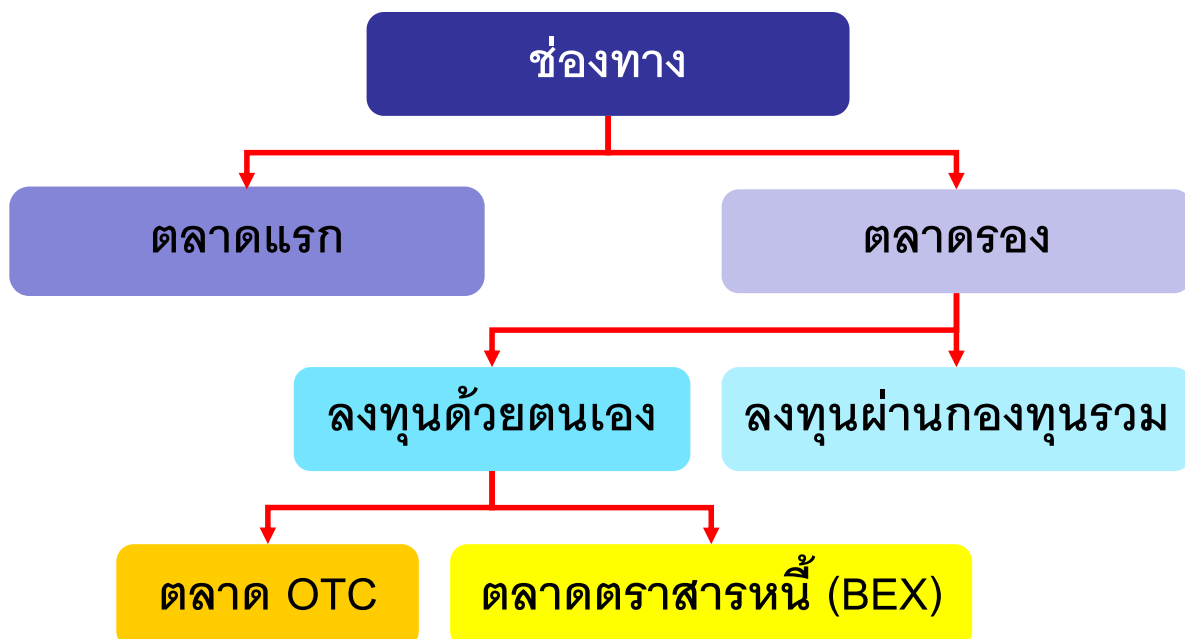 ช่องทาง
ตลาดแรก
ตลาดรอง
ลงทุนด้วยตนเอง
ลงทุนผ่านกองทุนรวม
ตลาด OTC
ตลาดตราสารหนี้ (BEX)